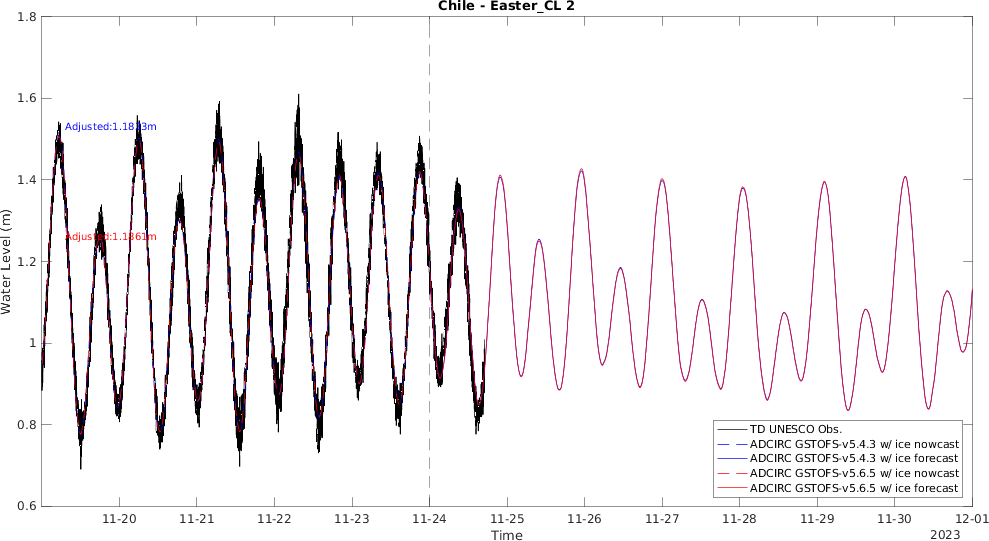 Chile - Easter_CL 2
1.8
1.6
1.4
1.2
1
0.8
0.6
Water Level (m)
Adjusted:1.1813m
Adjusted:1.1861m
TD UNESCO Obs.
ADCIRC GSTOFS-v5.4.3 w/ ice nowcast
ADCIRC GSTOFS-v5.4.3 w/ ice forecast
ADCIRC GSTOFS-v5.6.5 w/ ice nowcast
ADCIRC GSTOFS-v5.6.5 w/ ice forecast
11-20 11-21 11-22 11-23 11-24 11-25 11-26 11-27 11-28 11-29 11-30 12-01
Time
2023